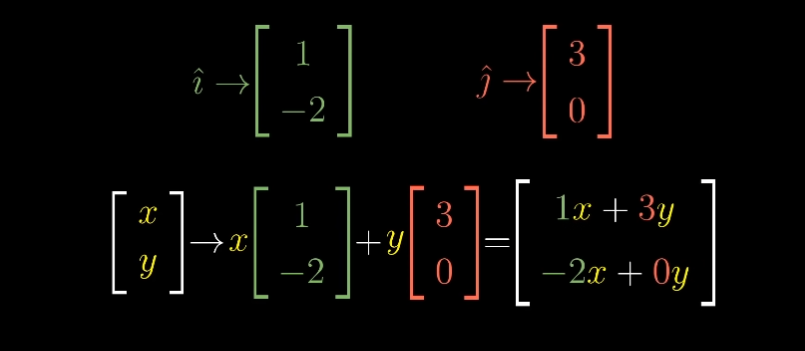 î → [1 −2] ĵ → [3 0]
[x y] → x [1 −2] + y [3 0] = [1x + 3y −2x + 0y]